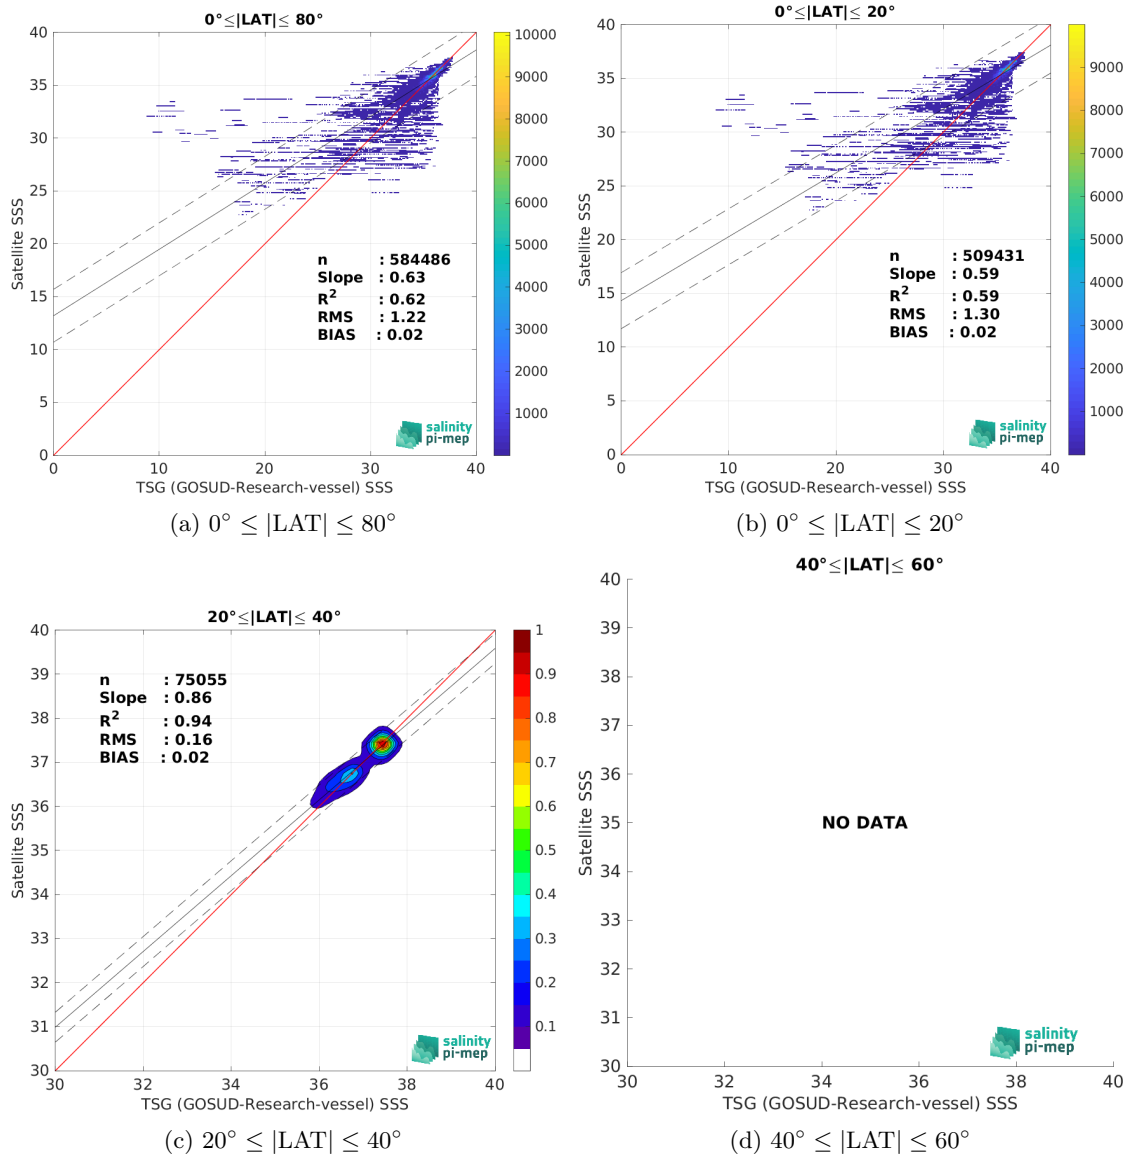 0°≤|LAT|≤ 80°
40
35
30
25
20
15
10
5
0
0
10
20
30
40
Satellite SSS
TSG (GOSUD-Research-vessel) SSS
n : 584486
Slope : 0.63
R2 : 0.62
RMS : 1.22
BIAS : 0.02
salinity
pi-mep
10000
9000
8000
7000
6000
5000
4000
3000
2000
1000
(a) 0° ≤ |LAT| ≤ 80°
0°≤|LAT|≤ 20°
40
35
30
25
20
15
10
5
0
0
10
20
30
40
Satellite SSS
TSG (GOSUD-Research-vessel) SSS
n : 509431
Slope : 0.59
R2 : 0.59
RMS : 1.30
BIAS : 0.02
salinity
pi-mep
9000
8000
7000
6000
5000
4000
3000
2000
1000
(b) 0° ≤ |LAT| ≤ 20°
20°≤|LAT|≤ 40°
40
39
38
37
36
35
34
33
32
31
30
30
32
34
36
38
40
Satellite SSS
TSG (GOSUD-Research-vessel) SSS
n : 75055
Slope : 0.86
R2 : 0.94
RMS : 0.16
BIAS : 0.02
salinity
pi-mep
1
0.9
0.8
0.7
0.6
0.5
0.4
0.3
0.2
0.1
(c) 20° ≤ |LAT| ≤ 40°
40°≤|LAT|≤ 60°
40
39
38
37
36
35
34
33
32
31
30
30
32
34
36
38
40
Satellite SSS
TSG (GOSUD-Research-vessel) SSS
NO DATA
salinity
pi-mep
(d) 40° ≤ |LAT| ≤ 60°